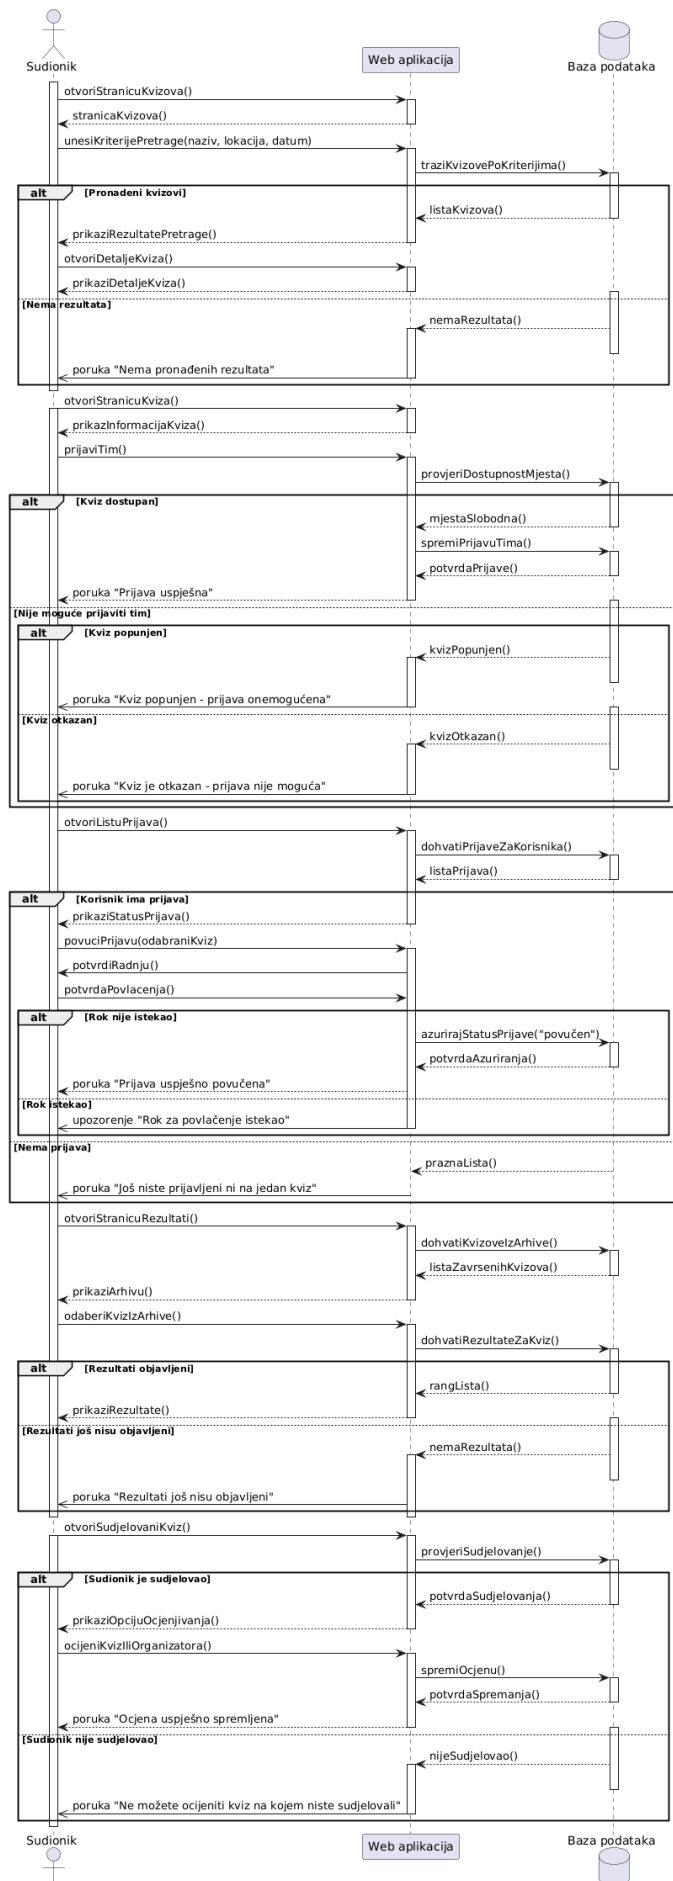 Sudionik
Web aplikacija
Baza podataka
otvoriStranicuKvizova()
stranicaKvizova()
unesiKriterijePretrage(naziv, lokacija, datum)
traziKvizovePoKriterijima()
alt [Pronadeni kvizovi]
listaKvizova()
prikaziRezultatePretrage()
otvoriDetaljeKviza()
prikaziDetaljeKviza()
[Nema rezultata]
nemaRezultata()
poruka "Nema pronađenih rezultata"
otvoriStranicuKviza()
prikazInformacijaKviza()
prijaviTim()
provjeriDostupnostMjesta()
alt [Kviz dostupan]
mjestaSlobodna()
spremiPrijavuTima()
potvrdaPrijave()
poruka "Prijava uspješna"
[Nije moguće prijaviti tim]
alt [Kviz popunjen]
kvizPopunjen()
poruka "Kviz popunjen - prijava onemogućena"
[Kviz otkazan]
kvizOtkazan()
poruka "Kviz je otkazan - prijava nije moguća"
otvoriListuPrijava()
dohvatiPrijaveZaKorisnika()
listaPrijava()
alt [Korisnik ima prijava]
prikaziStatusPrijava()
povuciPrijavu(odabraniKviz)
potvrdiRadnju()
potvrdaPovlacenja()
alt [Rok nije istekao]
azurirajStatusPrijave("povučen")
potvrdaAzuriranja()
poruka "Prijava uspješno povučena"
[Rok istekao]
upozorenje "Rok za povlačenje istekao"
[Nema prijava]
praznaLista()
poruka "Još niste prijavljeni ni na jedan kviz"
otvoriStranicuRezultati()
dohvatiKvizoveIzArhive()
listaZavrsenihKvizova()
prikaziArhivu()
odaberiKvizIzArhive()
dohvatiRezultateZaKviz()
alt [Rezultati objavljeni]
rangLista()
prikaziRezultate()
[Rezultati još nisu objavljeni]
nemaRezultata()
poruka "Rezultati još nisu objavljeni"
otvoriSudjelovaniKviz()
provjeriSudjelovanje()
alt [Sudionik je sudjelovao]
potvrdaSudjelovanja()
prikaziOpcijuOcjenjivanja()
ocijeniKvizIliOrganizatora()
spremiOcjenu()
potvrdaSpremanja()
poruka "Ocjena uspješno spremljena"
[Sudionik nije sudjelovao]
nijeSudjelovao()
poruka "Ne možete ocijeniti kviz na kojem niste sudjelovali"
Sudionik
Web aplikacija
Baza podataka